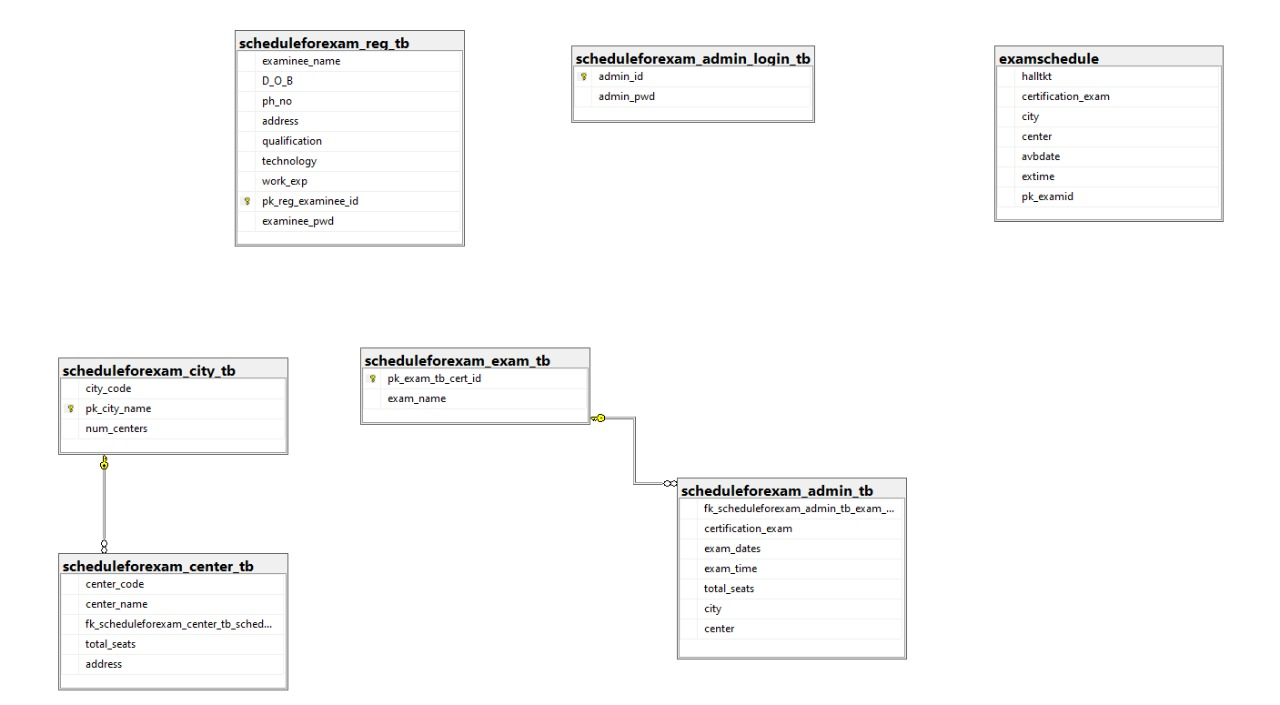 scheduleforexam_reg_tb
examinee_name
D_O_B
ph_no
address
qualification
technology
work_exp
pk_reg_examinee_id
examinee_pwd
scheduleforexam_admin_login_tb
admin_id
admin_pwd
examschedule
halltkt
certification_exam
city
center
avbdate
extime
pk_examid
scheduleforexam_city_tb
city_code
pk_city_name
num_centers
scheduleforexam_exam_tb
pk_exam_tb_cert_id
exam_name
scheduleforexam_center_tb
center_code
center_name
fk_scheduleforexam_center_tb_sched...
total_seats
address
scheduleforexam_admin_tb
fk_scheduleforexam_admin_tb_exam_...
certification_exam
exam_dates
exam_time
total_seats
city
center